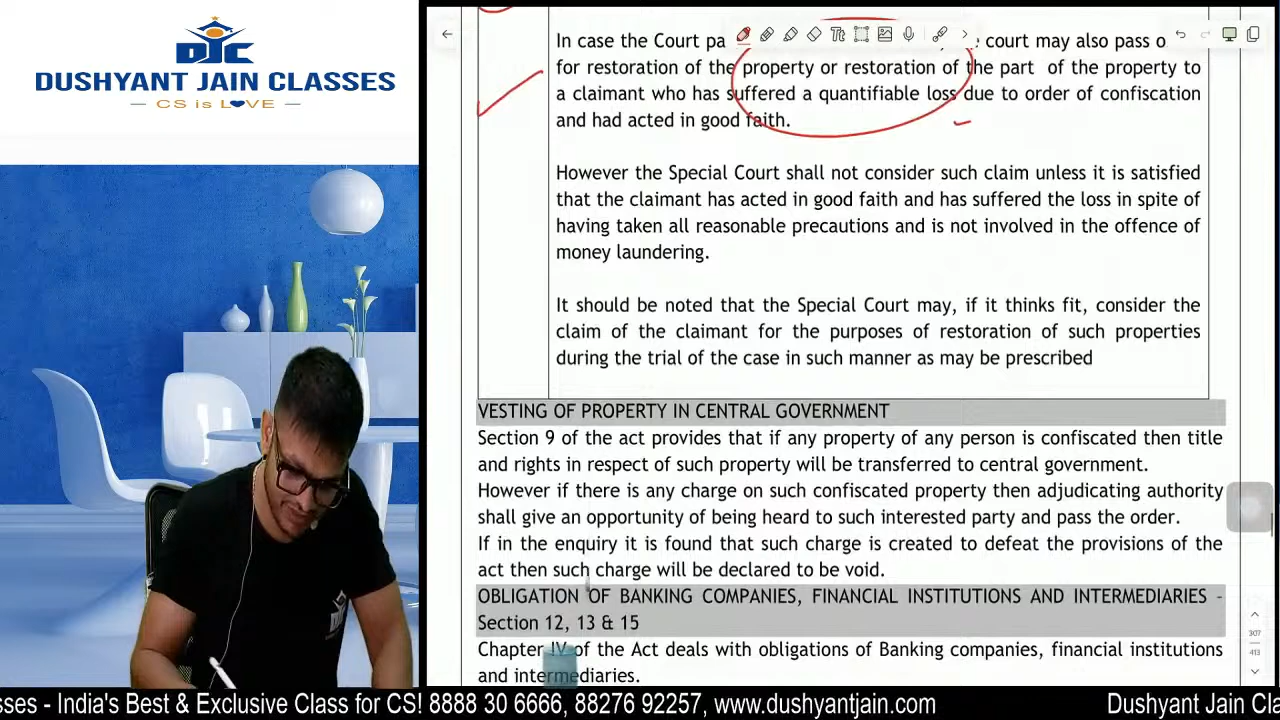 DJC
DUSHYANT JAIN CLASSES
CS is L VE
In case the Court pa court may also pass o
for restoration of the property or restoration of the part of the property to
a claimant who has suffered a quantifiable loss due to order of confiscation
and had acted in good faith.
However the Special Court shall not consider such claim unless it is satisfied
that the claimant has acted in good faith and has suffered the loss in spite of
having taken all reasonable precautions and is not involved in the offence of
money laundering.
It should be noted that the Special Court may, if it thinks fit, consider the
claim of the claimant for the purposes of restoration of such properties
during the trial of the case in such manner as may be prescribed
VESTING OF PROPERTY IN CENTRAL GOVERNMENT
Section 9 of the act provides that if any property of any person is confiscated then title
and rights in respect of such property will be transferred to central government.
However if there is any charge on such confiscated property then adjudicating authority
shall give an opportunity of being heard to such interested party and pass the order.
If in the enquiry it is found that such charge is created to defeat the provisions of the
act then such charge will be declared to be void.
OBLIGATION OF BANKING COMPANIES, FINANCIAL INSTITUTIONS AND INTERMEDIARIES -
Section 12, 13 & 15
Chapter IV of the Act deals with obligations of Banking companies, financial institutions
and intermediaries.
307
413
sses - India's Best & Exclusive Class for CS! 8888 30 6666, 88276 92257, www.dushyantjain.com Dushyant Jain Cla